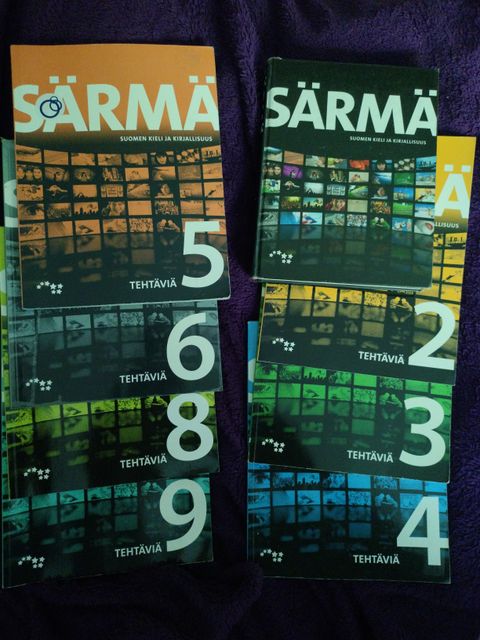 SÄRMÄ
SUOMEN KIELI JA KIRJALLISUUS
TEHTÄVIÄ 5
TEHTÄVIÄ 6
TEHTÄVIÄ 8
TEHTÄVIÄ 9
SÄRMÄ
SUOMEN KIELI JA KIRJALLISUUS
Ä
TEHTÄVIÄ 2
TEHTÄVIÄ 3
TEHTÄVIÄ 4